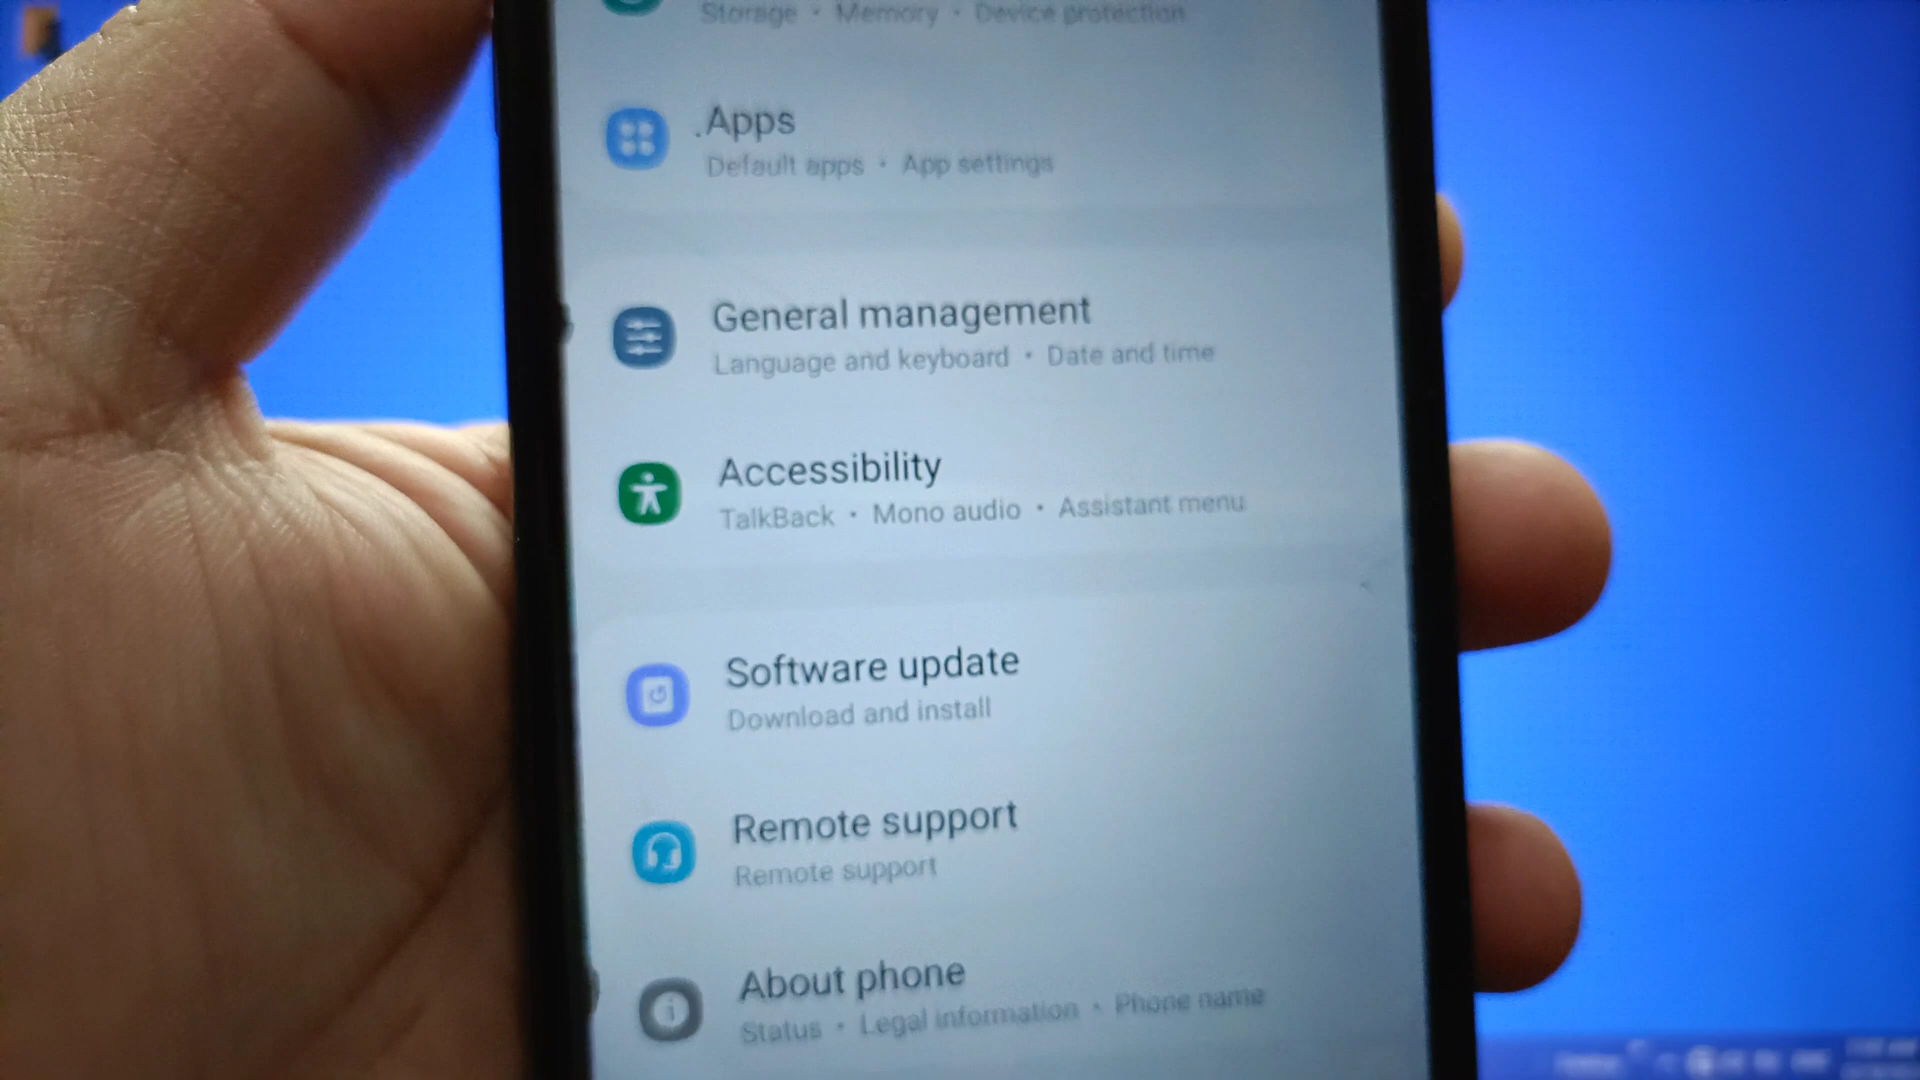 Storage • Memory • Device protection
Apps
Default apps • App settings
General management
Language and keyboard • Date and time
Accessibility
TalkBack • Mono audio • Assistant menu
Software update
Download and install
Remote support
Remote support
About phone
Status • Legal information • Phone name